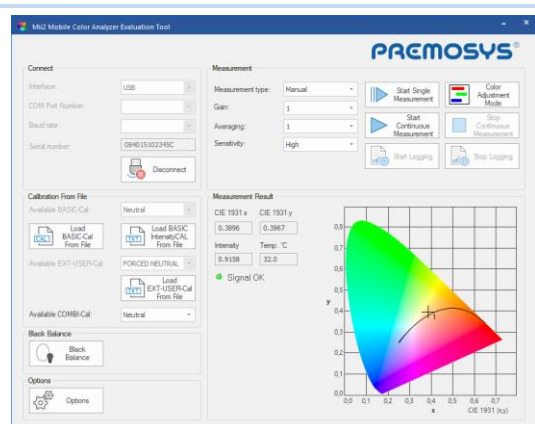 Mii2 Mobile Color Analyzer Evaluation Tool
PREMOSYS®
Connect
Interface:
USB
COM Port Number:
Baud rate:
Serial number:
084015102345C
Disconnect
Measurement
Measurement type:
Manual
Gain:
1
Averaging:
1
Sensitivity:
High
Start Single
Measurement
Color
Adjustment
Mode
Start
Continuous
Measurement
Stop
Continuous
Measurement
Start Logging
Stop Logging
Calibration From File
Available BASIC-Cal:
Neutral
CAL
Load
BASIC-Cal
From File
TXT
Load BASIC
IntensityCAL
From File
Available EXT-USER-Cal:
FORCED NEUTRAL
TXT
Load
EXT-USER-Cal
From File
Available COMBI-Cal:
Neutral
Black Balance
Black
Balance
Options
Options
Measurement Result
CIE 1931 x CIE 1931 y
0.3896 0.3967
Intensity Temp. °C
0.9158 32.0
Signal OK
0,8
0,7
0,6
0,5
y
0,4
0,3
0,2
0,1
0,0
0,0 0,1 0,2 0,3 0,4 0,5 0,6 0,7
x
CIE 1931 (x,y)